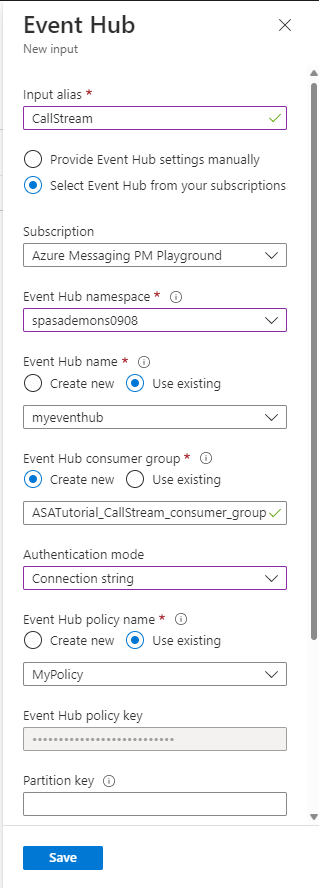 Event Hub
New input
Input alias *
CallStream
Provide Event Hub settings manually
Select Event Hub from your subscriptions
Subscription
Azure Messaging PM Playground
Event Hub namespace *
spasademons0908
Event Hub name *
Create new Use existing
myeventhub
Event Hub consumer group *
Create new Use existing
ASATutorial_CallStream_consumer_group
Authentication mode
Connection string
Event Hub policy name *
Create new Use existing
MyPolicy
Event Hub policy key
•••••••••••••••••••••••••••
Partition key
Save